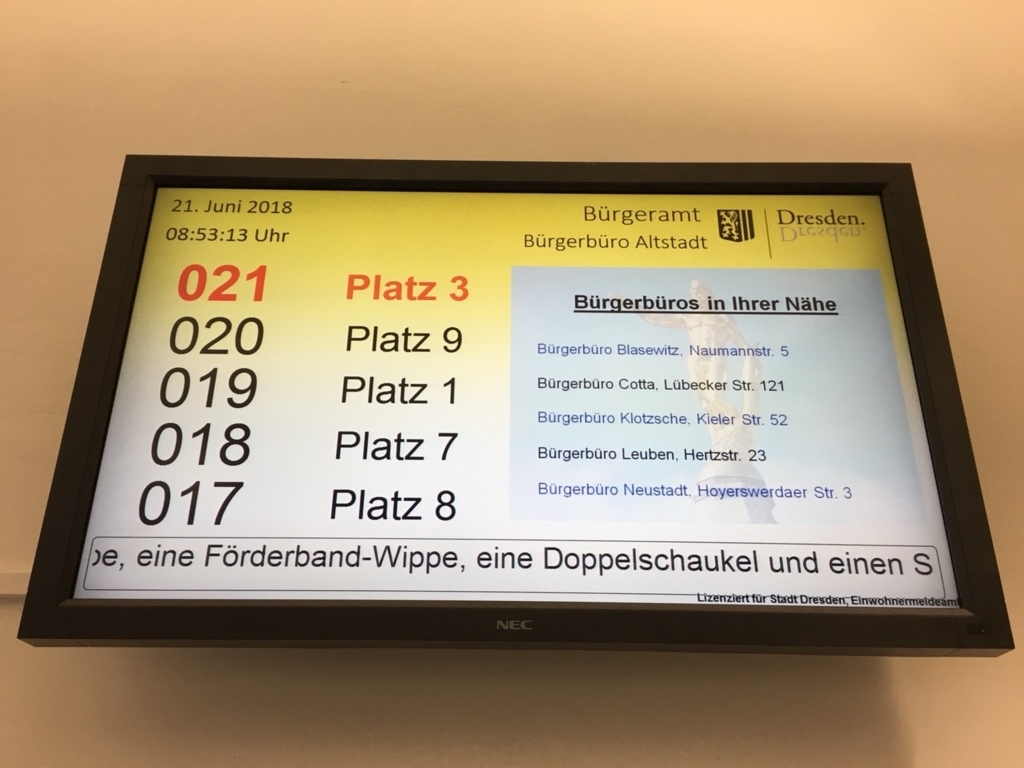 21. Juni 2018
08:53:13 Uhr
Bürgeramt
Bürgerbüro Altstadt
Dresden.
Dresden.
021 Platz 3
020 Platz 9
019 Platz 1
018 Platz 7
017 Platz 8
Bürgerbüros in Ihrer Nähe
Bürgerbüro Blasewitz, Naumannstr. 5
Bürgerbüro Cotta, Lübecker Str. 121
Bürgerbüro Klotzsche, Kieler Str. 52
Bürgerbüro Leuben, Hertzstr. 23
Bürgerbüro Neustadt, Hoyerswerdaer Str. 3
e, eine Förderband-Wippe, eine Doppelschaukel und einen S
Lizenziert für Stadt Dresden, Einwohnermeldeamt
NEC